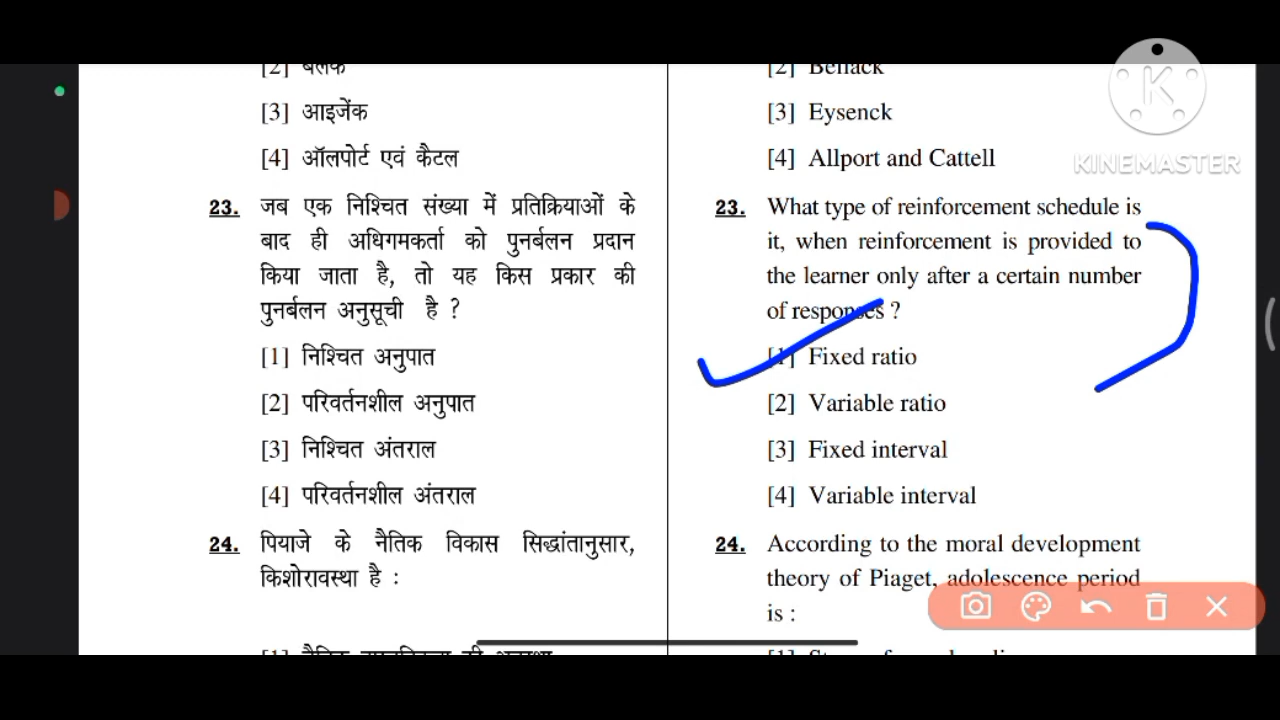 [2] बेलेक
[3] आइजेंक
[4] ऑलपोर्ट एवं कैटल
23. जब एक निश्चित संख्या में प्रतिक्रियाओं के
बाद ही अधिगमकर्ता को पुनर्बलन प्रदान
किया जाता है, तो यह किस प्रकार की
पुनर्बलन अनुसूची है ?
[1] निश्चित अनुपात
[2] परिवर्तनशील अनुपात
[3] निश्चित अंतराल
[4] परिवर्तनशील अंतराल
24. पियाजे के नैतिक विकास सिद्धांतानुसार,
किशोरावस्था है :
[2] Bellack
[3] Eysenck
[4] Allport and Cattell
23. What type of reinforcement schedule is
it, when reinforcement is provided to
the learner only after a certain number
of responses ?
[1] Fixed ratio
[2] Variable ratio
[3] Fixed interval
[4] Variable interval
24. According to the moral development
theory of Piaget, adolescence period
is :
K
KINEMASTER